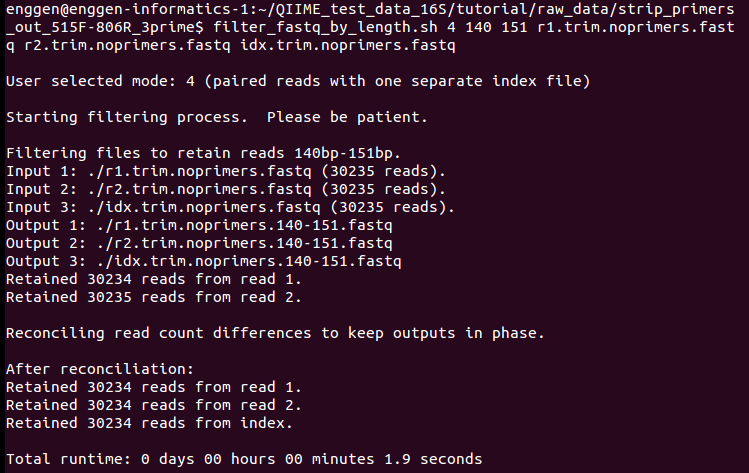 enggen@enggen-informatics-1:~/QIIME_test_data_16S/tutorial/raw_data/strip_primers
_out_515F-806R_3prime$ filter_fastq_by_length.sh 4 140 151 r1.trim.noprimers.fast
q r2.trim.noprimers.fastq idx.trim.noprimers.fastq
User selected mode: 4 (paired reads with one separate index file)
Starting filtering process.  Please be patient.
Filtering files to retain reads 140bp-151bp.
Input 1: ./r1.trim.noprimers.fastq (30235 reads).
Input 2: ./r2.trim.noprimers.fastq (30235 reads).
Input 3: ./idx.trim.noprimers.fastq (30235 reads).
Output 1: ./r1.trim.noprimers.140-151.fastq
Output 2: ./r2.trim.noprimers.140-151.fastq
Output 3: ./idx.trim.noprimers.140-151.fastq
Retained 30234 reads from read 1.
Retained 30235 reads from read 2.
Reconciling read count differences to keep outputs in phase.
After reconciliation:
Retained 30234 reads from read 1.
Retained 30234 reads from read 2.
Retained 30234 reads from index.
Total runtime: 0 days 00 hours 00 minutes 1.9 seconds